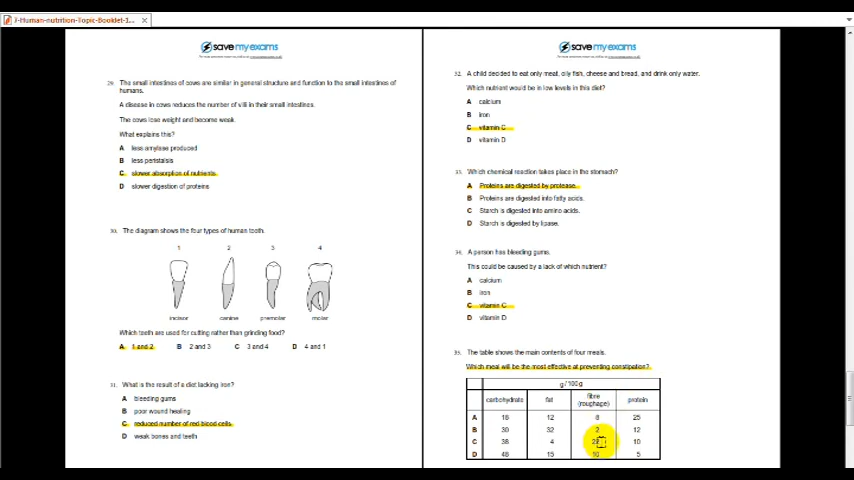 7-Human-nutrition-Topic-Booklet-1...
savemyexams
29. The small intestines of cows are similar in general structure and function to the small intestines of
humans.
A disease in cows reduces the number of villi in their small intestines.
The cows lose weight and become weak.
What explains this?
A less amylase produced
B less peristalsis
C slower absorption of nutrients
D slower digestion of proteins
30. The diagram shows the four types of human tooth.
1 2 3 4
incisor canine premolar molar
Which teeth are used for cutting rather than grinding food?
A 1 and 2 B 2 and 3 C 3 and 4 D 4 and 1
31. What is the result of a diet lacking iron?
A bleeding gums
B poor wound healing
C reduced number of red blood cells
D weak bones and teeth
savemyexams
32. A child decided to eat only meat, oily fish, cheese and bread, and drink only water.
Which nutrient would be in low levels in this diet?
A calcium
B iron
C vitamin C
D vitamin D
33. Which chemical reaction takes place in the stomach?
A Proteins are digested by protease.
B Proteins are digested into fatty acids.
C Starch is digested into amino acids.
D Starch is digested by lipase.
34. A person has bleeding gums.
This could be caused by a lack of which nutrient?
A calcium
B iron
C vitamin C
D vitamin D
35. The table shows the main contents of four meals.
Which meal will be the most effective at preventing constipation?
g / 100 g
carbohydrate fat fibre (roughage) protein
A 18 12 8 25
B 30 32 2 12
C 38 4 10
D 48 15 10 5